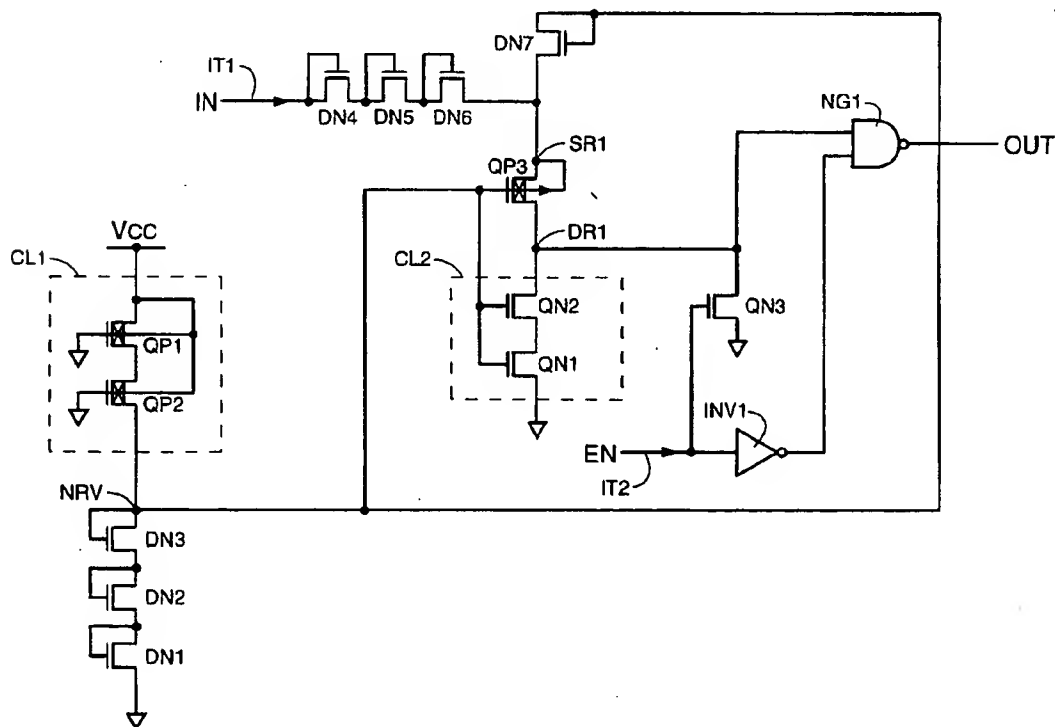 DN7
IT1
IN
DN4 DN5 DN6
NG1
OUT
SR1
QP3
VCC
DR1
CL1
CL2
QN2
QN3
QP1
QN1
QP2
INV1
EN
IT2
NRV
DN3
DN2
DN1